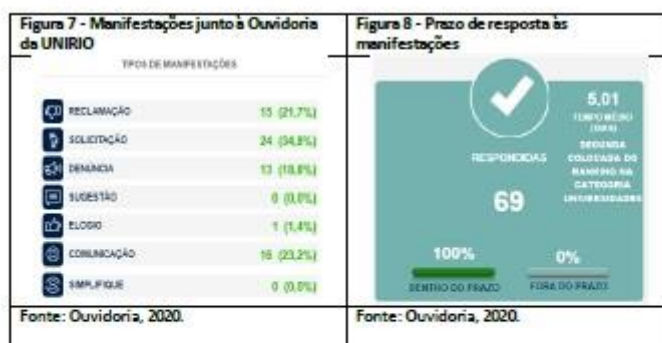 Figura 7 - Manifestações junto à Ouvidoria
da UNIRIO
TIPOS DE MANIFESTAÇÕES
RECLAMAÇÃO 15 (21,7%)
SOLICITAÇÃO 24 (34,8%)
DENÚNCIA 13 (18,8%)
SUGESTÃO 0 (0,0%)
ELOGIO 1 (1,4%)
COMUNICAÇÃO 16 (23,2%)
SIMPLIFIQUE 0 (0,0%)
Fonte: Ouvidoria, 2020.
Figura 8 - Prazo de resposta às
manifestações
5,01
TEMPO MÉDIO
(DIAS)
SEGUNDA
COLOCADA DO
RANKING NA
CATEGORIA
UNIVERSIDADES
RESPONDIDAS
69
100%
DENTRO DO PRAZO
0%
FORA DO PRAZO
Fonte: Ouvidoria, 2020.